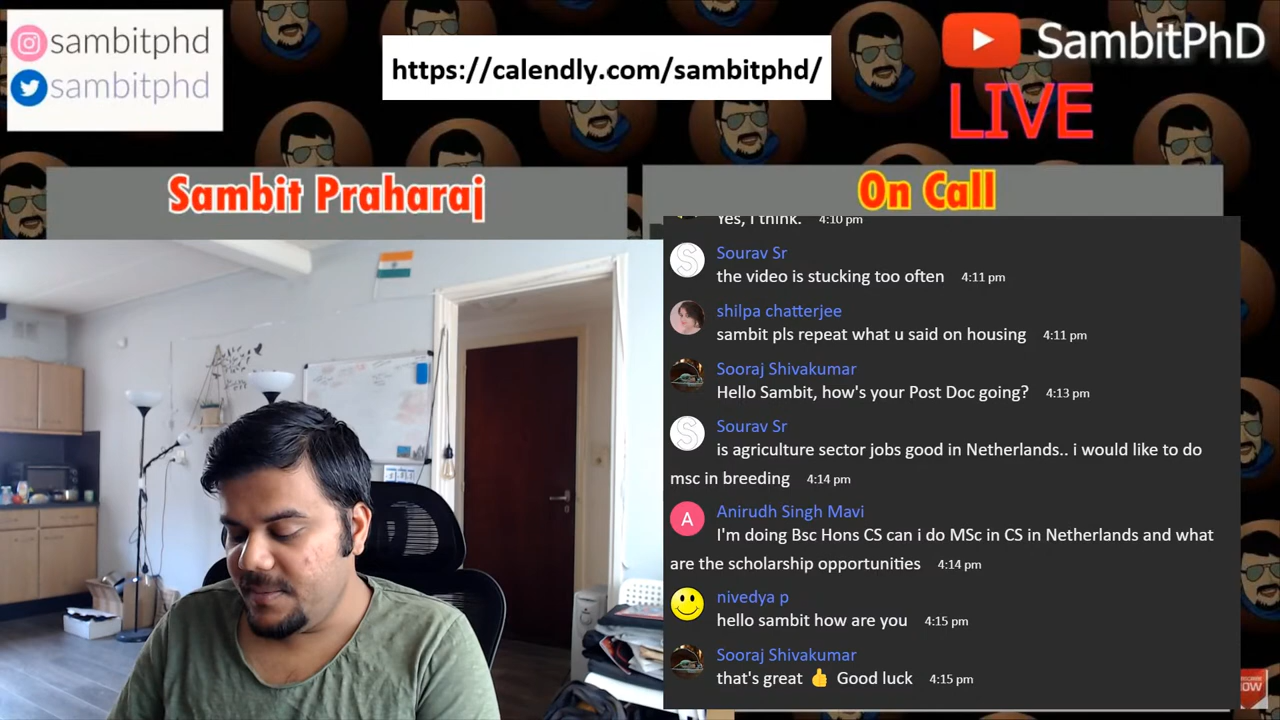 sambitphd
sambitphd
https://calendly.com/sambitphd/
SambitPhD
LIVE
Sambit Praharaj
On Call
Yes, I think. 4:10 pm
Sourav Sr
the video is stucking too often 4:11 pm
shilpa chatterjee
sambit pls repeat what u said on housing 4:11 pm
Sooraj Shivakumar
Hello Sambit, how's your Post Doc going? 4:13 pm
Sourav Sr
is agriculture sector jobs good in Netherlands.. i would like to do
msc in breeding 4:14 pm
A
Anirudh Singh Mavi
I'm doing Bsc Hons CS can i do MSc in CS in Netherlands and what
are the scholarship opportunities 4:14 pm
nivedya p
hello sambit how are you 4:15 pm
Sooraj Shivakumar
that's great 👍 Good luck 4:15 pm